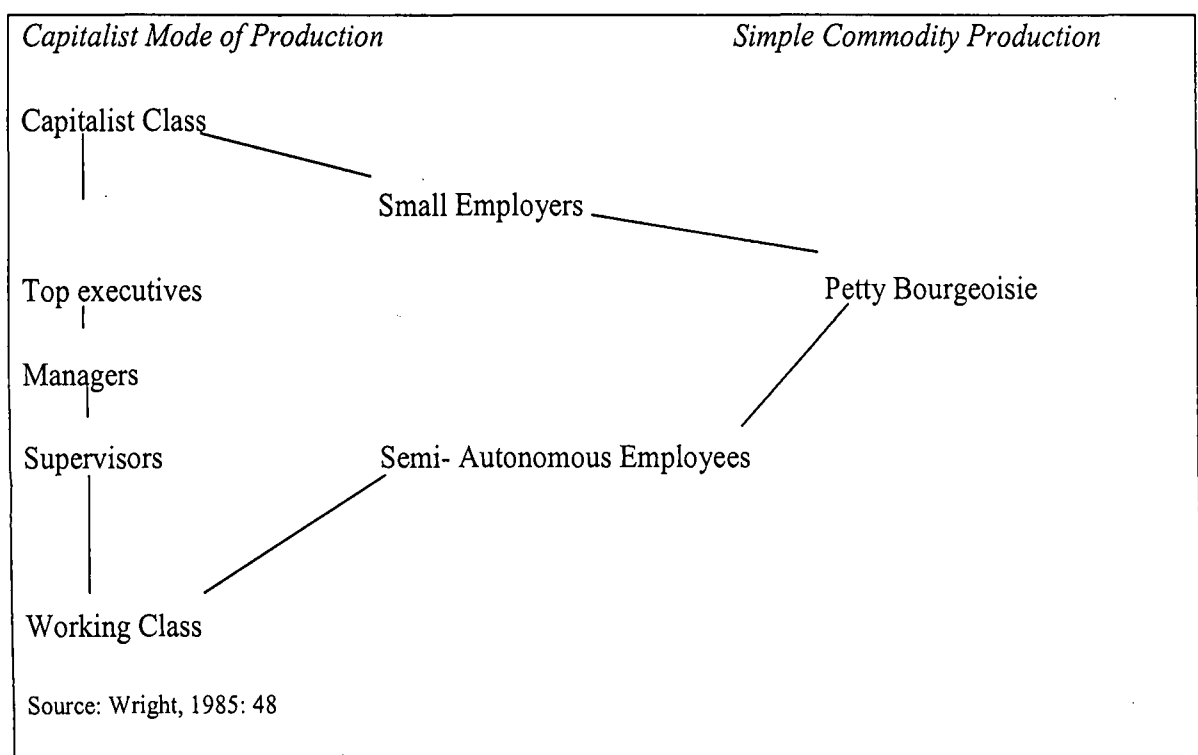 Capitalist Mode of Production Simple Commodity Production
Capitalist Class
Small Employers
Top executives Petty Bourgeoisie
Managers
Supervisors Semi- Autonomous Employees
Working Class
Source: Wright, 1985: 48